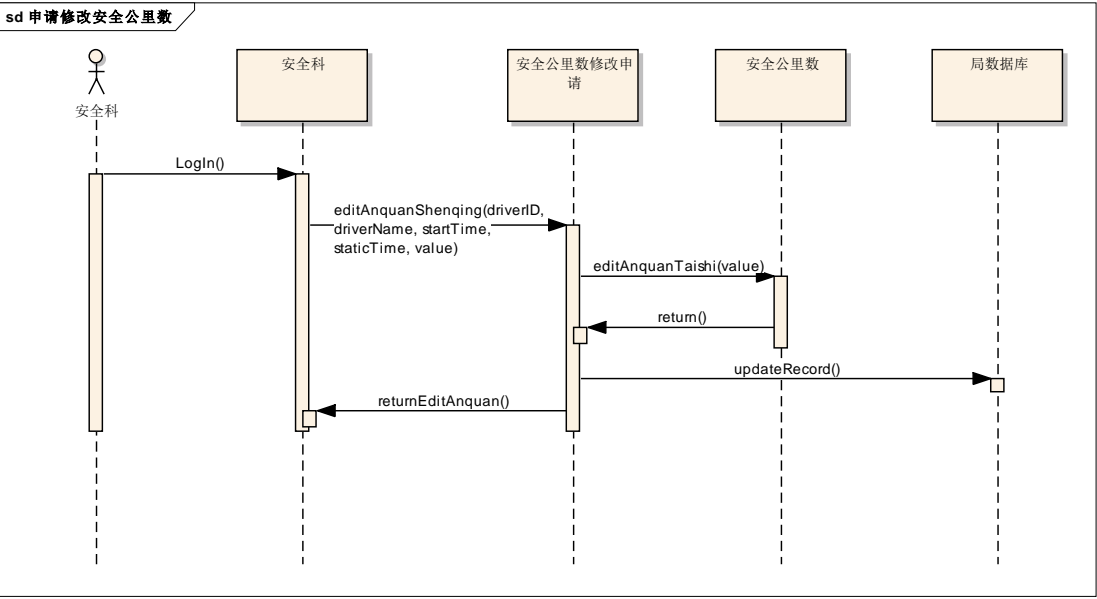 sd 申请修改安全公里数
安全科
安全科
安全公里数修改申
请
安全公里数
局数据库
LogIn()
editAnquanShenqing(driverID,
driverName, startTime,
staticTime, value)
editAnquanTaishi(value)
return()
updateRecord()
returnEditAnquan()